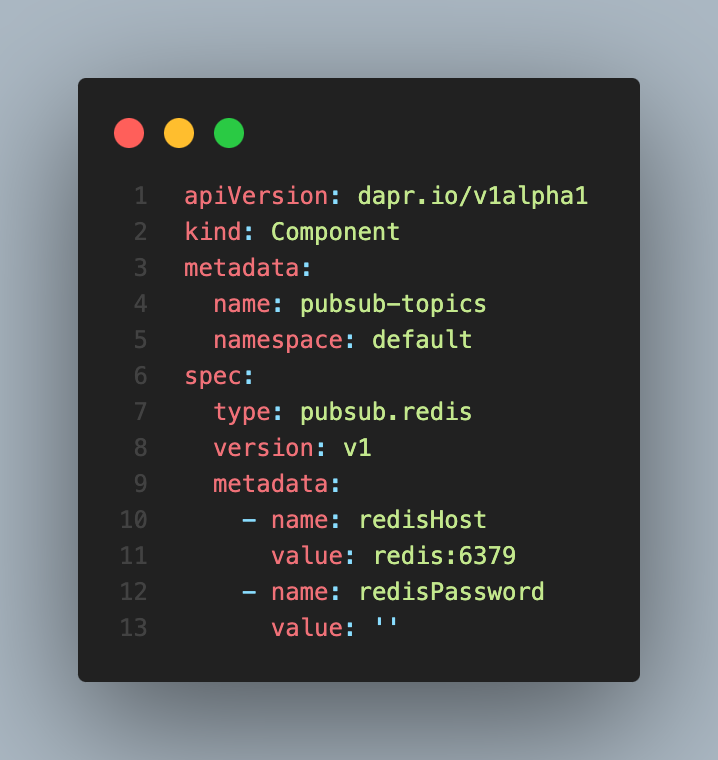 1 apiVersion: dapr.io/v1alpha1
2 kind: Component
3 metadata:
4   name: pubsub-topics
5   namespace: default
6 spec:
7   type: pubsub.redis
8   version: v1
9   metadata:
10     - name: redisHost
11       value: redis:6379
12     - name: redisPassword
13       value: ''